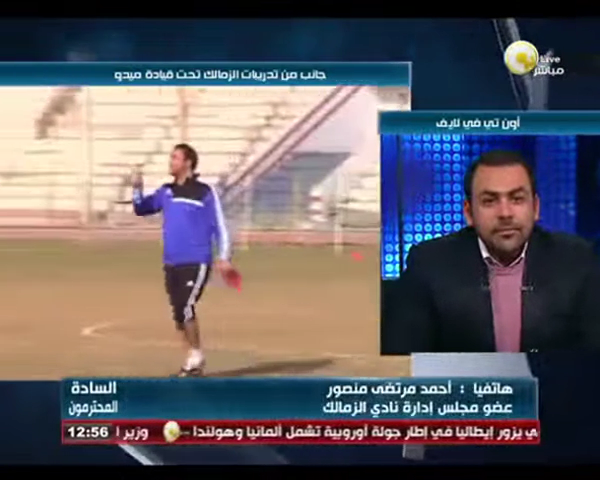 Live
مباشر
جانب من تدريبات الزمالك تحت قيادة ميدو
أون تي في لايف
السادة
المحترمون
هاتفيا : أحمد مرتضى منصور
عضو مجلس إدارة نادي الزمالك
12:56
ي يزور إيطاليا في إطار جولة أوروبية تشمل ألمانيا وهولندا
وزير ا